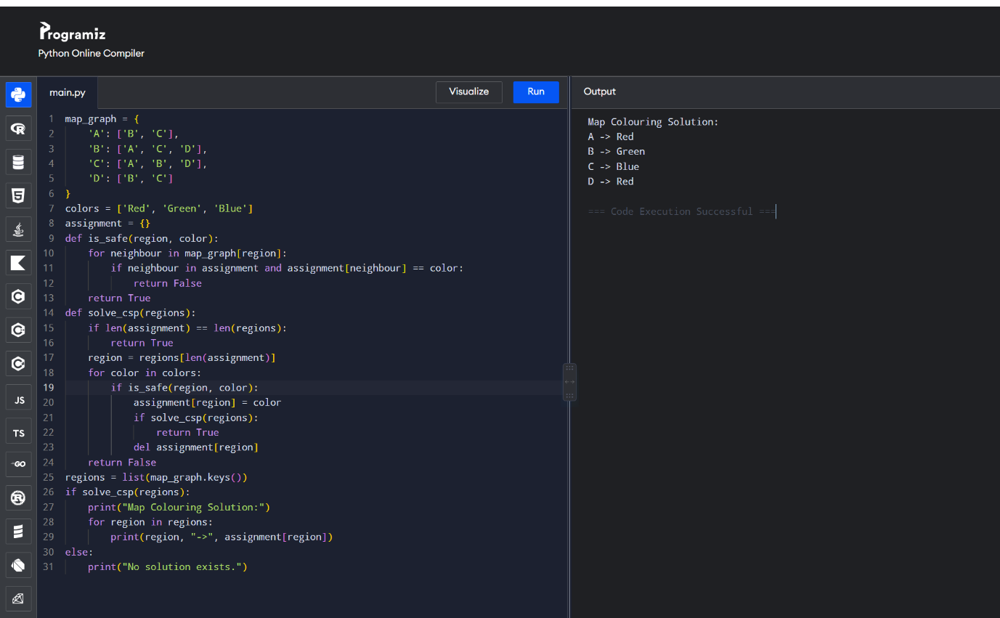 Programiz
Python Online Compiler
main.py
Visualize
Run
Output
1 map_graph = {
2     'A': ['B', 'C'],
3     'B': ['A', 'C', 'D'],
4     'C': ['A', 'B', 'D'],
5     'D': ['B', 'C']
6 }
7 colors = ['Red', 'Green', 'Blue']
8 assignment = {}
9 def is_safe(region, color):
10     for neighbour in map_graph[region]:
11         if neighbour in assignment and assignment[neighbour] == color:
12             return False
13     return True
14 def solve_csp(regions):
15     if len(assignment) == len(regions):
16         return True
17     region = regions[len(assignment)]
18     for color in colors:
19         if is_safe(region, color):
20             assignment[region] = color
21             if solve_csp(regions):
22                 return True
23             del assignment[region]
24     return False
25 regions = list(map_graph.keys())
26 if solve_csp(regions):
27     print("Map Colouring Solution:")
28     for region in regions:
29         print(region, "->", assignment[region])
30 else:
31     print("No solution exists.")
Map Colouring Solution:
A -> Red
B -> Green
C -> Blue
D -> Red
=== Code Execution Successful ===
R
5
C
C
C
JS
TS
GO
R